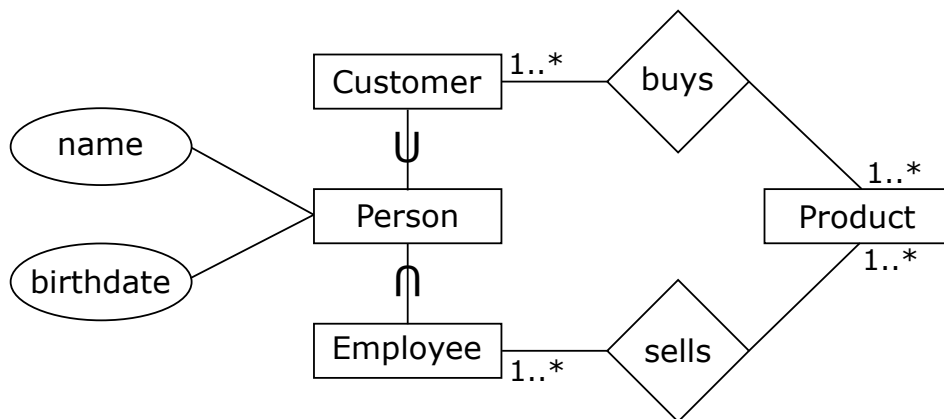 Customer
1..*
buys
name
∪
1..*
Person
Product
birthdate
∩
1..*
Employee
1..*
sells